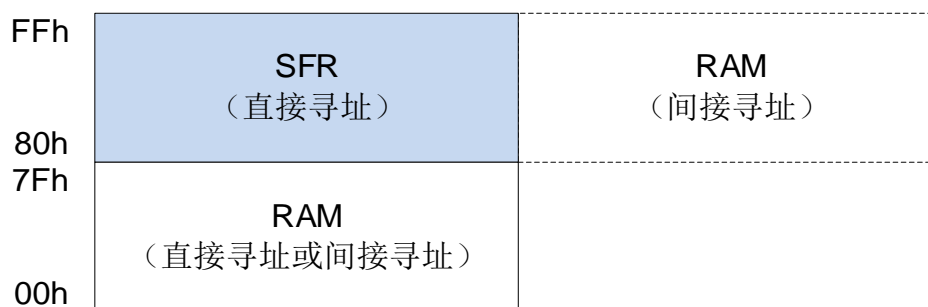 FFh
SFR
（直接寻址）
RAM
（间接寻址）
80h
7Fh
RAM
（直接寻址或间接寻址）
00h